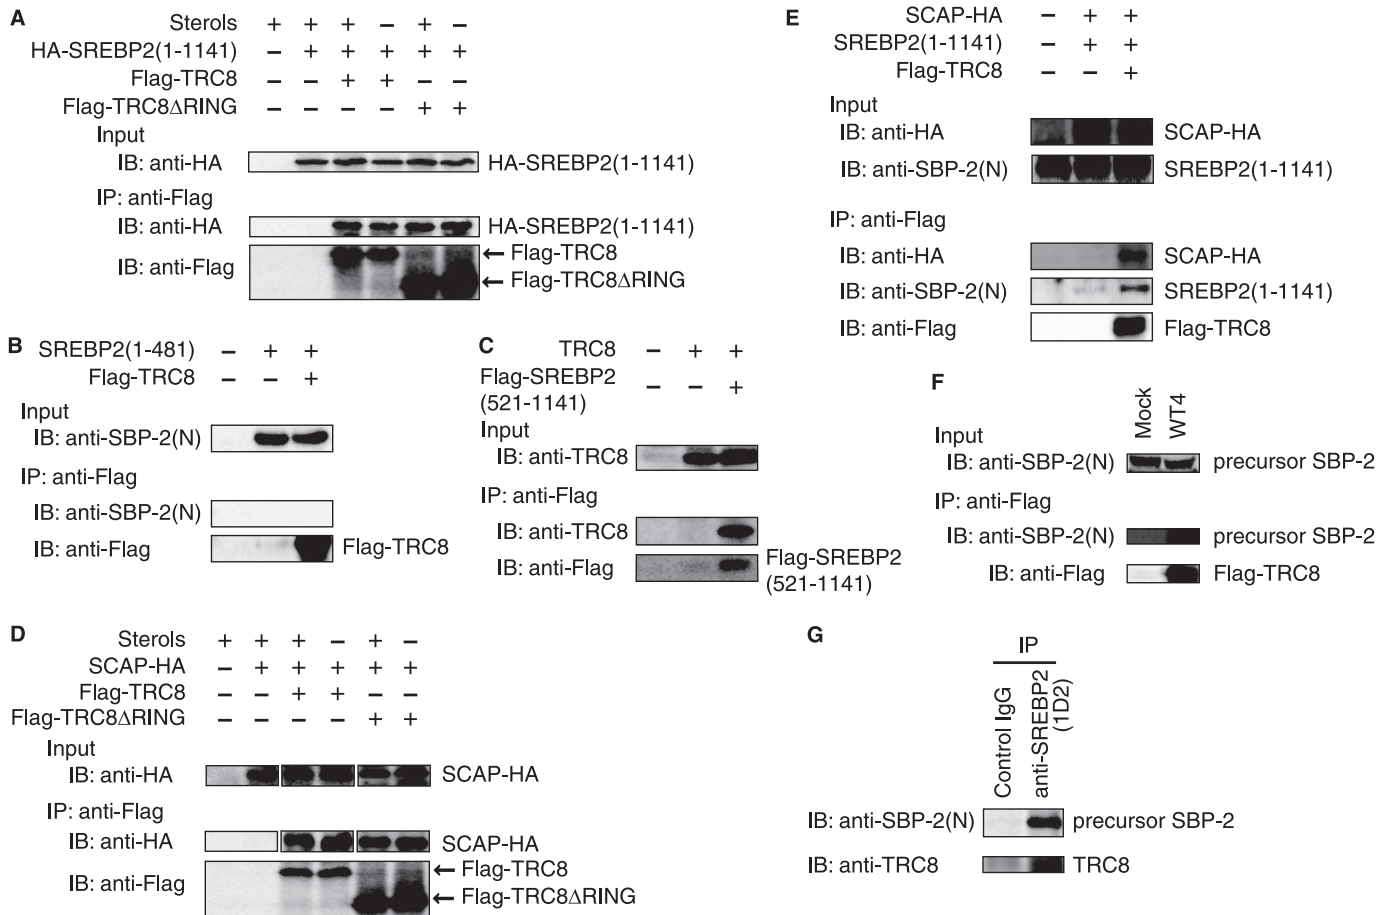 A
Sterols + + + − + −
HA-SREBP2(1-1141) − + + + + +
Flag-TRC8 − − + + − −
Flag-TRC8ΔRING − − − − + +
Input
IB: anti-HA HA-SREBP2(1-1141)
IP: anti-Flag
IB: anti-HA HA-SREBP2(1-1141)
IB: anti-Flag ← Flag-TRC8
← Flag-TRC8ΔRING
B
SREBP2(1-481) − + +
Flag-TRC8 − − +
Input
IB: anti-SBP-2(N)
IP: anti-Flag
IB: anti-SBP-2(N)
IB: anti-Flag Flag-TRC8
C
TRC8 − + +
Flag-SREBP2 − − +
(521-1141)
Input
IB: anti-TRC8
IP: anti-Flag
IB: anti-TRC8
IB: anti-Flag Flag-SREBP2
(521-1141)
D
Sterols + + + − + −
SCAP-HA − + + + + +
Flag-TRC8 − − + + − −
Flag-TRC8ΔRING − − − − + +
Input
IB: anti-HA SCAP-HA
IP: anti-Flag
IB: anti-HA SCAP-HA
IB: anti-Flag ← Flag-TRC8
← Flag-TRC8ΔRING
E
SCAP-HA − + +
SREBP2(1-1141) − + +
Flag-TRC8 − − +
Input
IB: anti-HA SCAP-HA
IB: anti-SBP-2(N) SREBP2(1-1141)
IP: anti-Flag
IB: anti-HA SCAP-HA
IB: anti-SBP-2(N) SREBP2(1-1141)
IB: anti-Flag Flag-TRC8
F
Mock
WT4
Input
IB: anti-SBP-2(N) precursor SBP-2
IP: anti-Flag
IB: anti-SBP-2(N) precursor SBP-2
IB: anti-Flag Flag-TRC8
G
IP
Control IgG
anti-SREBP2
(1D2)
IB: anti-SBP-2(N) precursor SBP-2
IB: anti-TRC8 TRC8